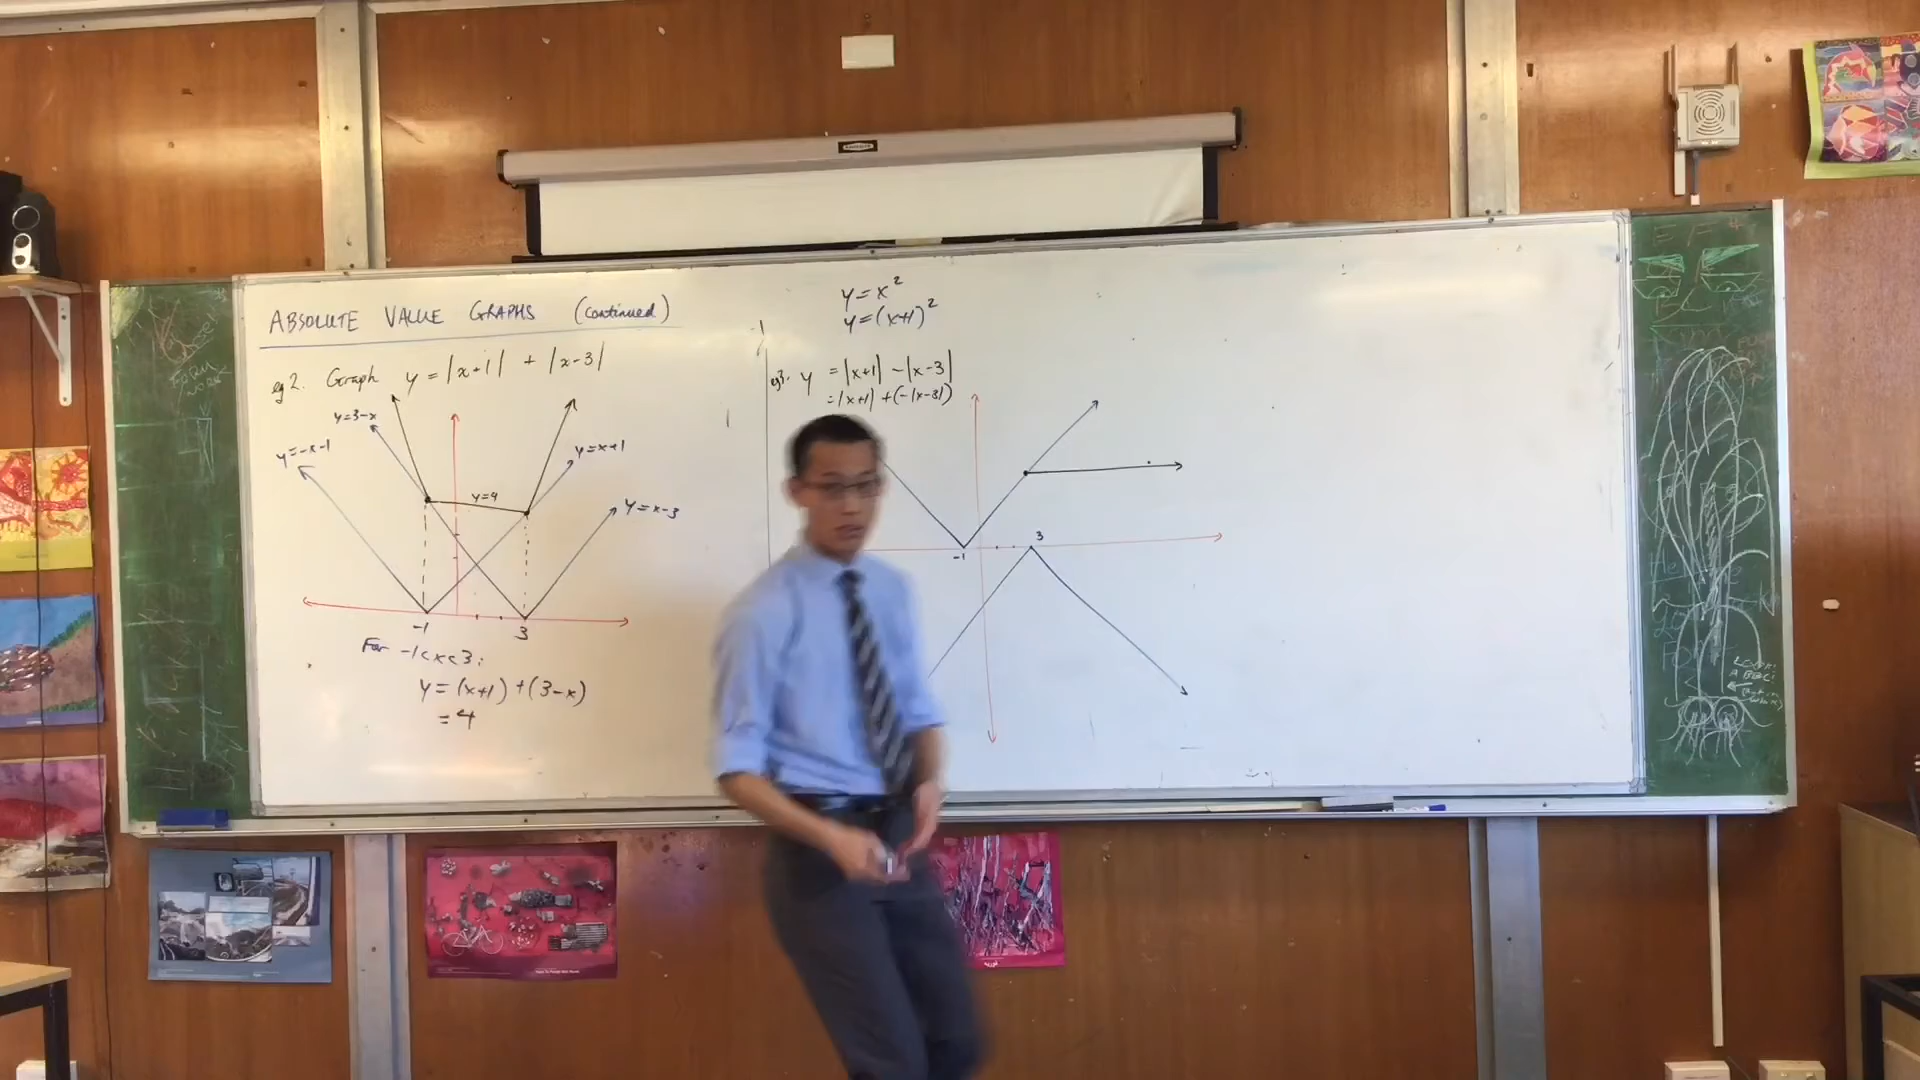 ABSOLUTE VALUE GRAPHS (continued)
eg 2. Graph y = |x+1| + |x-3|
y=3-x
y=-x-1
y=x+1
y=4
y=x-3
-1
3
For -1<x<3:
y=(x+1)+(3-x)
=4
y=x²
y=(x+1)²
eg3. y = |x+1| - |x-3|
= |x+1| + (-|x-3|)
-1
3